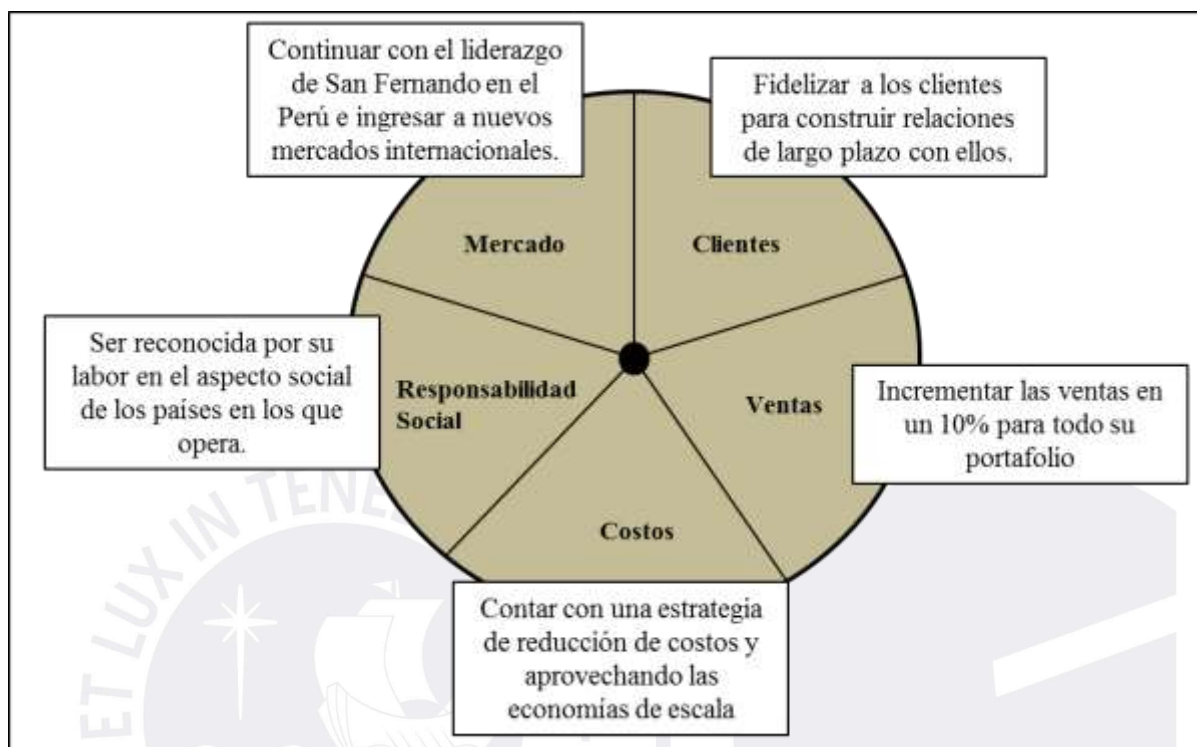 Continuar con el liderazgo
de San Fernando en el
Perú e ingresar a nuevos
mercados internacionales.
Fidelizar a los clientes
para construir relaciones
de largo plazo con ellos.
Mercado
Clientes
Ser reconocida por su
labor en el aspecto social
de los países en los que
opera.
Responsabilidad
Social
Ventas
Incrementar las ventas en
un 10% para todo su
portafolio
Costos
Contar con una estrategia
de reducción de costos y
aprovechando las
economías de escala
ET LUX IN